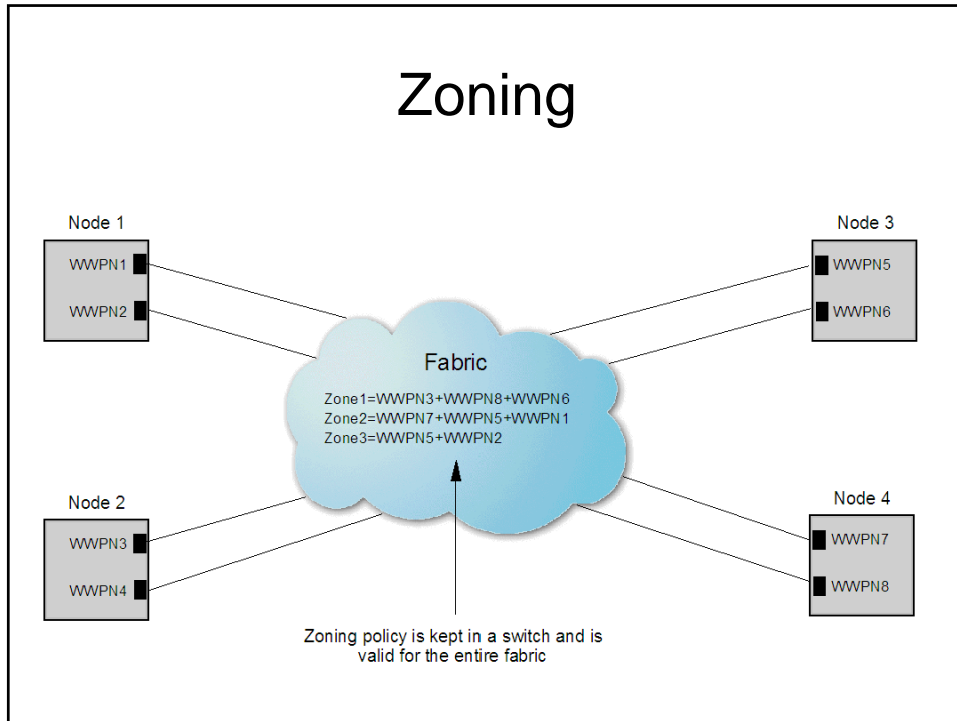 Zoning
Node 1
WWPN1
WWPN2
Node 3
WWPN5
WWPN6
Fabric
Zone1=WWPN3+WWPN8+WWPN6
Zone2=WWPN7+WWPN5+WWPN1
Zone3=WWPN5+WWPN2
Node 2
WWPN3
WWPN4
Node 4
WWPN7
WWPN8
Zoning policy is kept in a switch and is
valid for the entire fabric